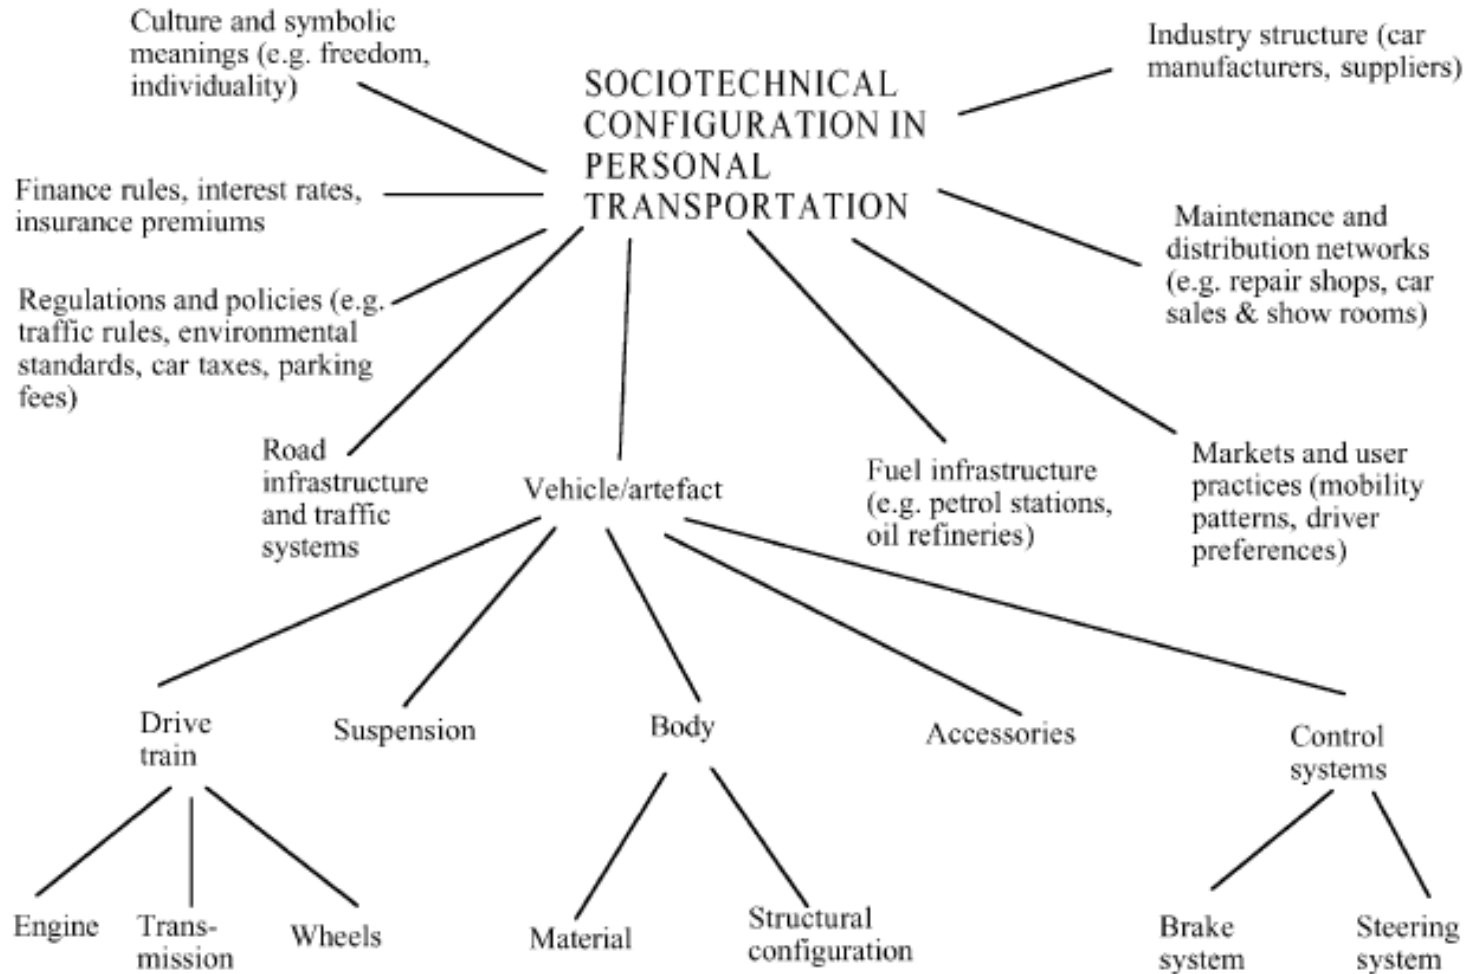 Culture and symbolic
meanings (e.g. freedom,
individuality)
SOCIOTECHNICAL
CONFIGURATION IN
PERSONAL
TRANSPORTATION
Industry structure (car
manufacturers, suppliers)
Finance rules, interest rates,
insurance premiums
Maintenance and
distribution networks
(e.g. repair shops, car
sales & show rooms)
Regulations and policies (e.g.
traffic rules, environmental
standards, car taxes, parking
fees)
Road
infrastructure
and traffic
systems
Vehicle/artefact
Fuel infrastructure
(e.g. petrol stations,
oil refineries)
Markets and user
practices (mobility
patterns, driver
preferences)
Drive
train
Suspension
Body
Accessories
Control
systems
Engine
Trans-
mission
Wheels
Material
Structural
configuration
Brake
system
Steering
system